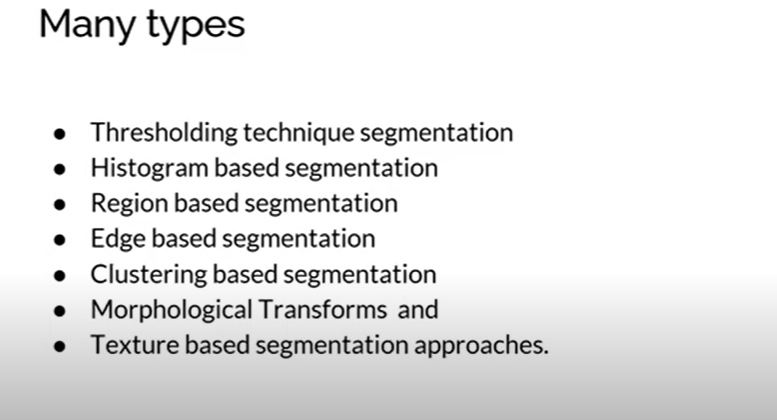 Many types
● Thresholding technique segmentation
● Histogram based segmentation
● Region based segmentation
● Edge based segmentation
● Clustering based segmentation
● Morphological Transforms  and
● Texture based segmentation approaches.